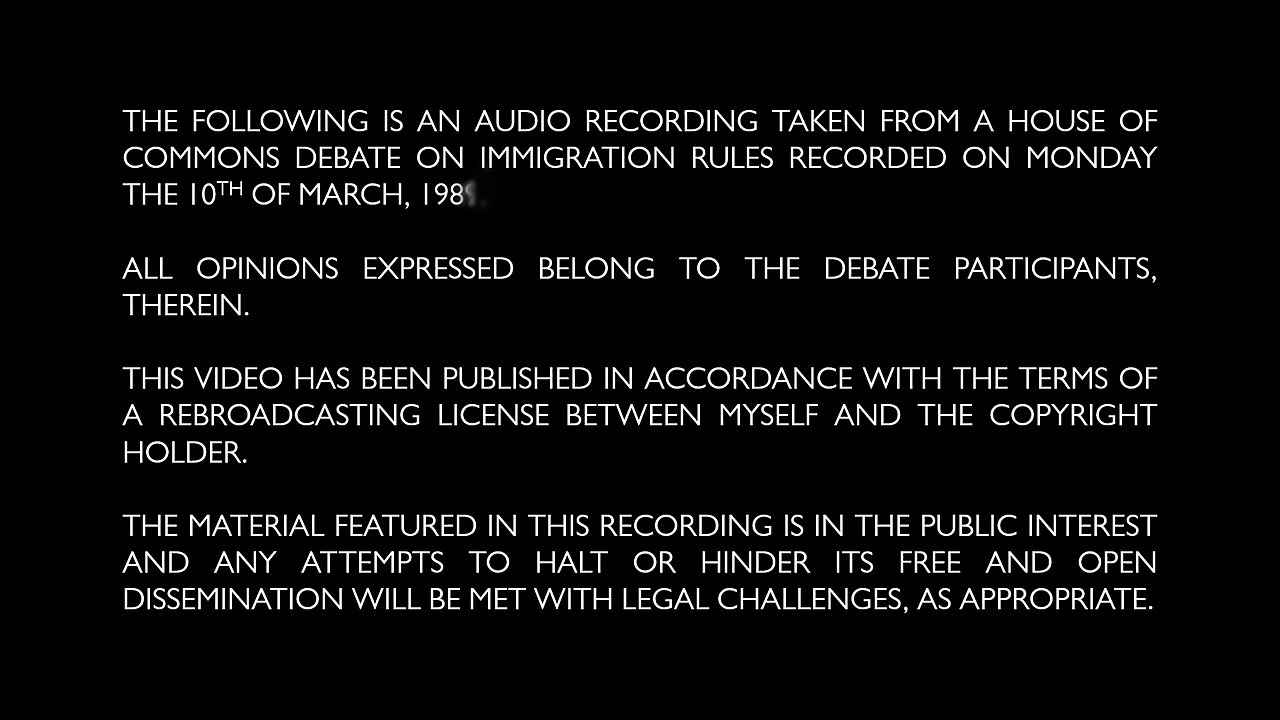 THE FOLLOWING IS AN AUDIO RECORDING TAKEN FROM A HOUSE OF
COMMONS DEBATE ON IMMIGRATION RULES RECORDED ON MONDAY
THE 10TH OF MARCH,
ALL OPINIONS EXPRESSED BELONG TO THE DEBATE PARTICIPANTS,
THEREIN.
THIS VIDEO HAS BEEN PUBLISHED IN ACCORDANCE WITH THE TERMS OF
A REBROADCASTING LICENSE BETWEEN MYSELF AND THE COPYRIGHT
HOLDER.
THE MATERIAL FEATURED IN THIS RECORDING IS IN THE PUBLIC INTEREST
AND ANY ATTEMPTS TO HALT OR HINDER ITS FREE AND OPEN
DISSEMINATION WILL BE MET WITH LEGAL CHALLENGES, AS APPROPRIATE.